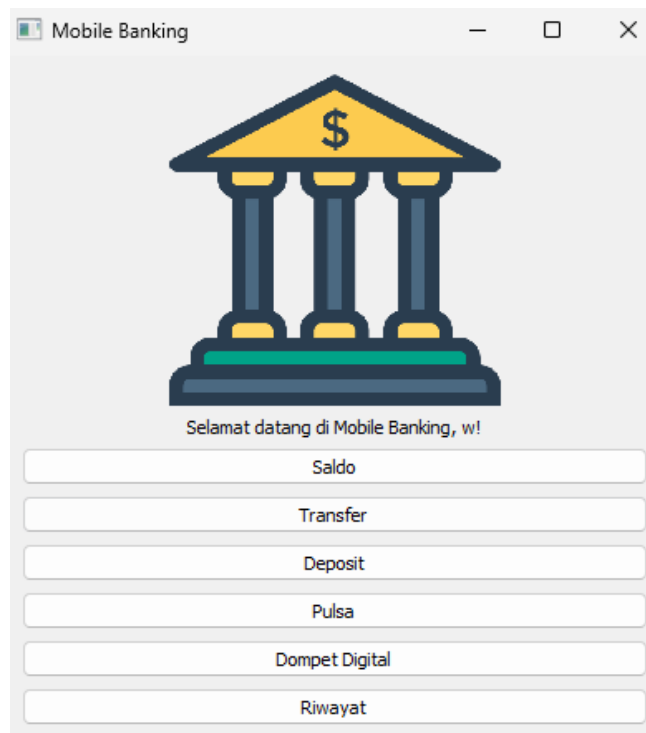 Mobile Banking
$
Selamat datang di Mobile Banking, w!
Saldo
Transfer
Deposit
Pulsa
Dompet Digital
Riwayat